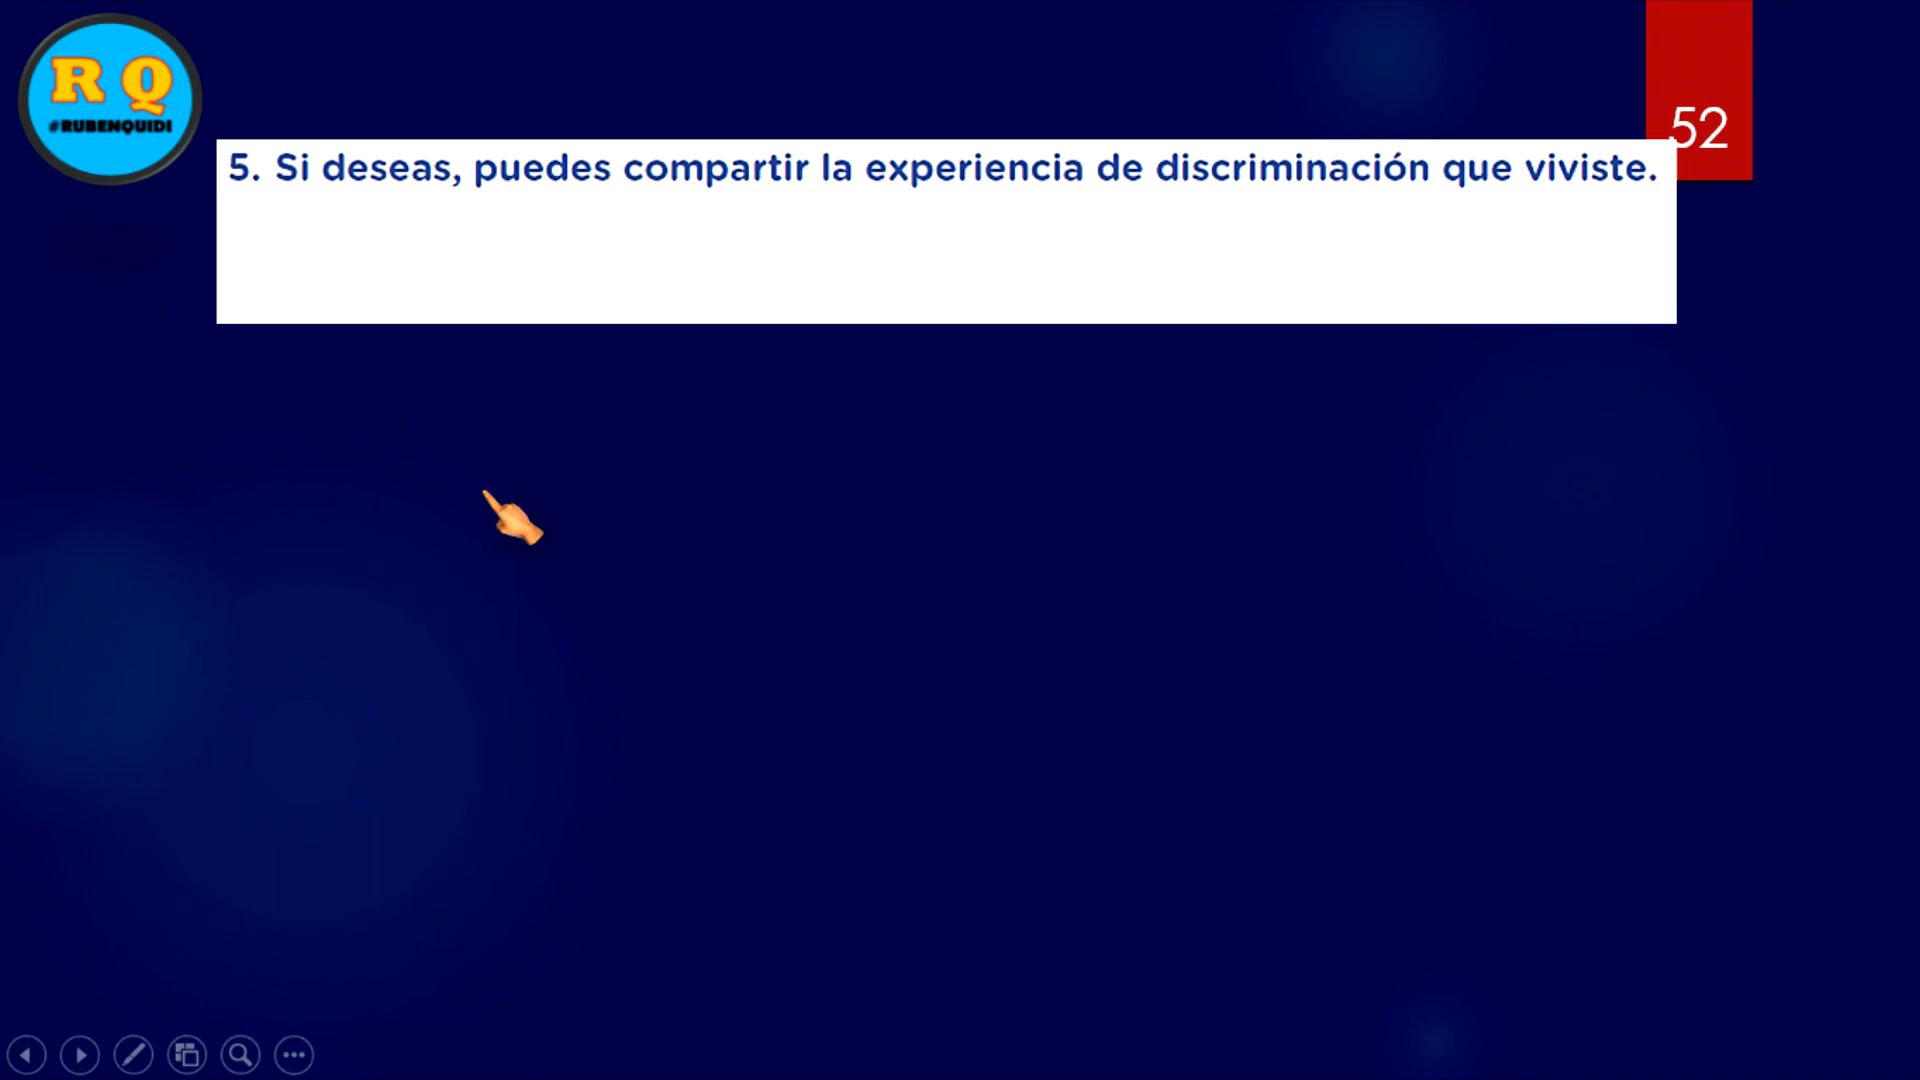 R Q
#RUBENQUIDI
52
5. Si deseas, puedes compartir la experiencia de discriminación que viviste.